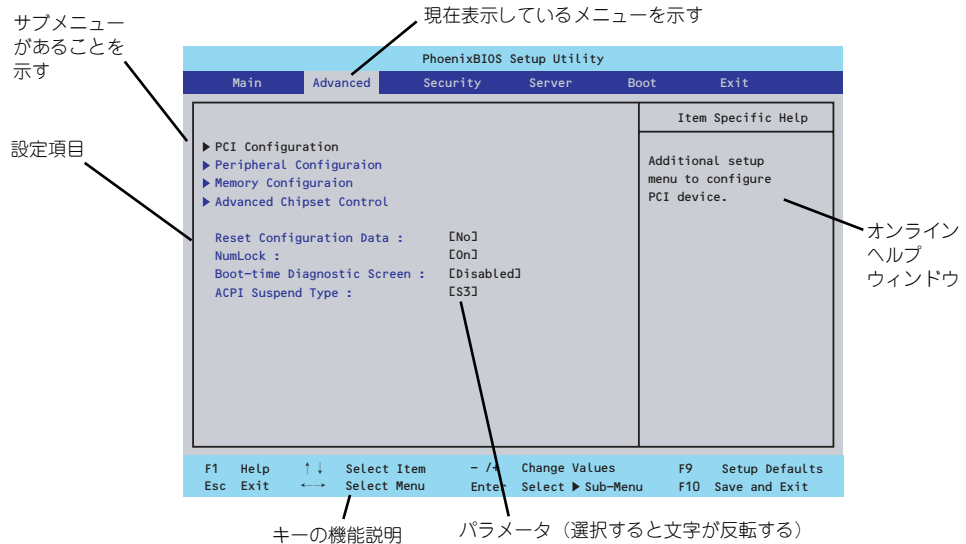 現在表示しているメニューを示す
サブメニュー
があることを
示す
PhoenixBIOS Setup Utility
Main Advanced Security Server Boot Exit
Item Specific Help
設定項目
▶ PCI Configuration
▶ Peripheral Configuraion
▶ Memory Configuraion
▶ Advanced Chipset Control
Additional setup
menu to configure
PCI device.
Reset Configuration Data : [No]
NumLock : [On]
Boot-time Diagnostic Screen : [Disabled]
ACPI Suspend Type : [S3]
オンライン
ヘルプ
ウィンドウ
F1 Help ↑↓ Select Item - /+ Change Values F9 Setup Defaults
Esc Exit ←→ Select Menu Enter Select ▶ Sub-Menu F10 Save and Exit
キーの機能説明
パラメータ（選択すると文字が反転する）